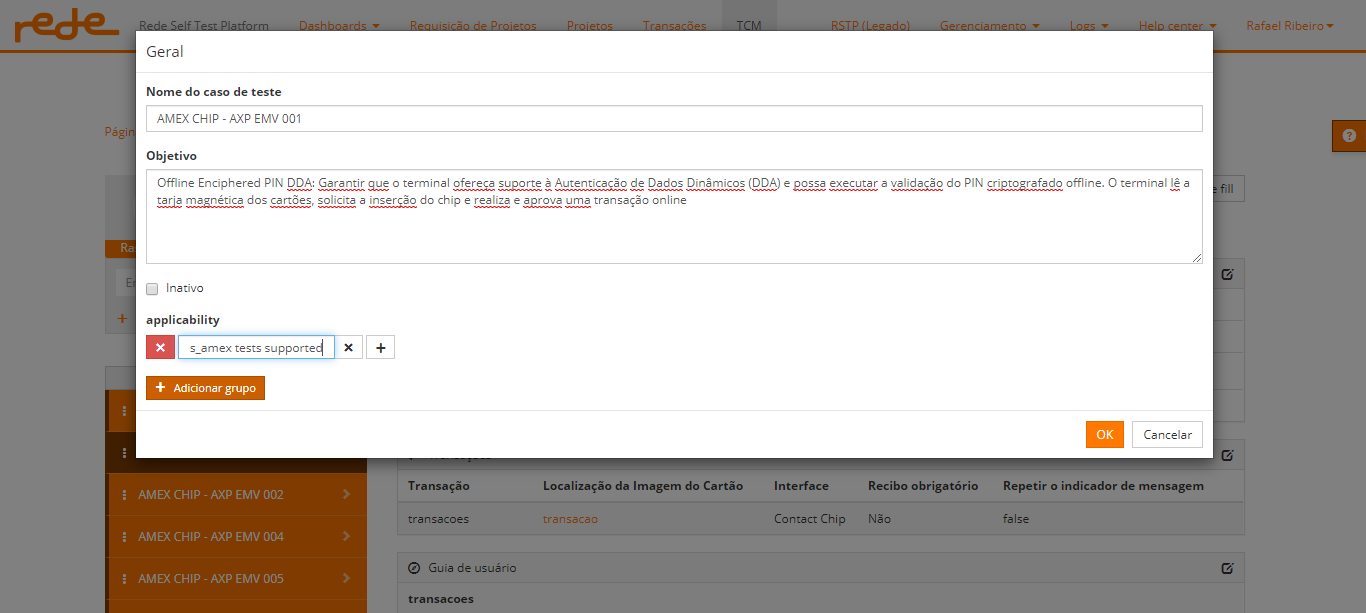 rede Rede Self Test Platform Dashboards Requisição de Projetos Projetos Transações TCM RSTP (Legado) Gerenciamento Logs Help center Rafael Ribeiro
Geral
Nome do caso de teste
AMEX CHIP - AXP EMV 001
Objetivo
Offline Enciphered PIN DDA: Garantir que o terminal ofereça suporte à Autenticação de Dados Dinâmicos (DDA) e possa executar a validação do PIN criptografado offline. O terminal lê a
tarja magnética dos cartões, solicita a inserção do chip e realiza e aprova uma transação online
Inativo
applicability
s_amex tests supported
+ Adicionar grupo
OK Cancelar
Págin
fill
Ra
En
+
AMEX CHIP - AXP EMV 002
AMEX CHIP - AXP EMV 004
AMEX CHIP - AXP EMV 005
Transação Localização da Imagem do Cartão Interface Recibo obrigatório Repetir o indicador de mensagem
transacoes transacao Contact Chip Não false
Guia de usuário
transacoes